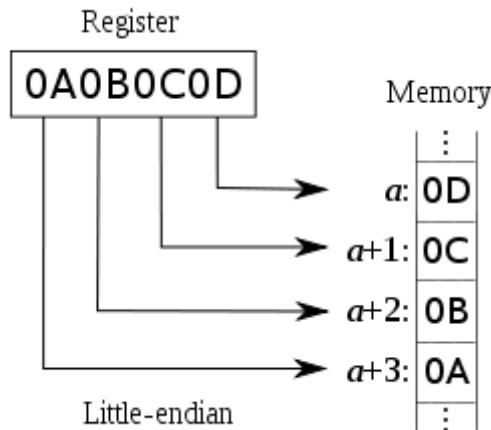 Register
0A0B0C0D
Memory
⋮
a: 0D
a+1: 0C
a+2: 0B
a+3: 0A
⋮
Little-endian